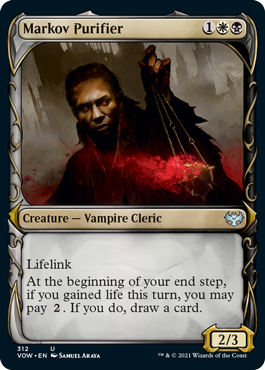 Markov Purifier 1
Creature — Vampire Cleric
Lifelink
At the beginning of your end step,
if you gained life this turn, you may
pay 2. If you do, draw a card.
2/3
312 U
VOW • EN SAMUEL ARAYA
™ & © 2021 Wizards of the Coast